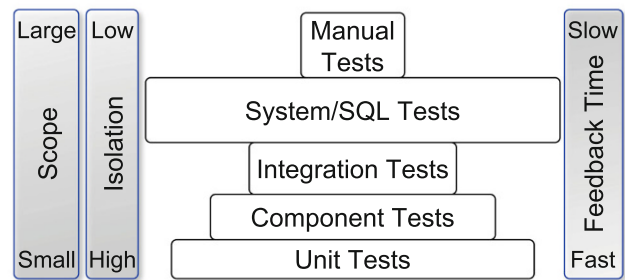 Large
Scope
Small
Low
Isolation
High
Manual
Tests
System/SQL Tests
Integration Tests
Component Tests
Unit Tests
Slow
Feedback Time
Fast